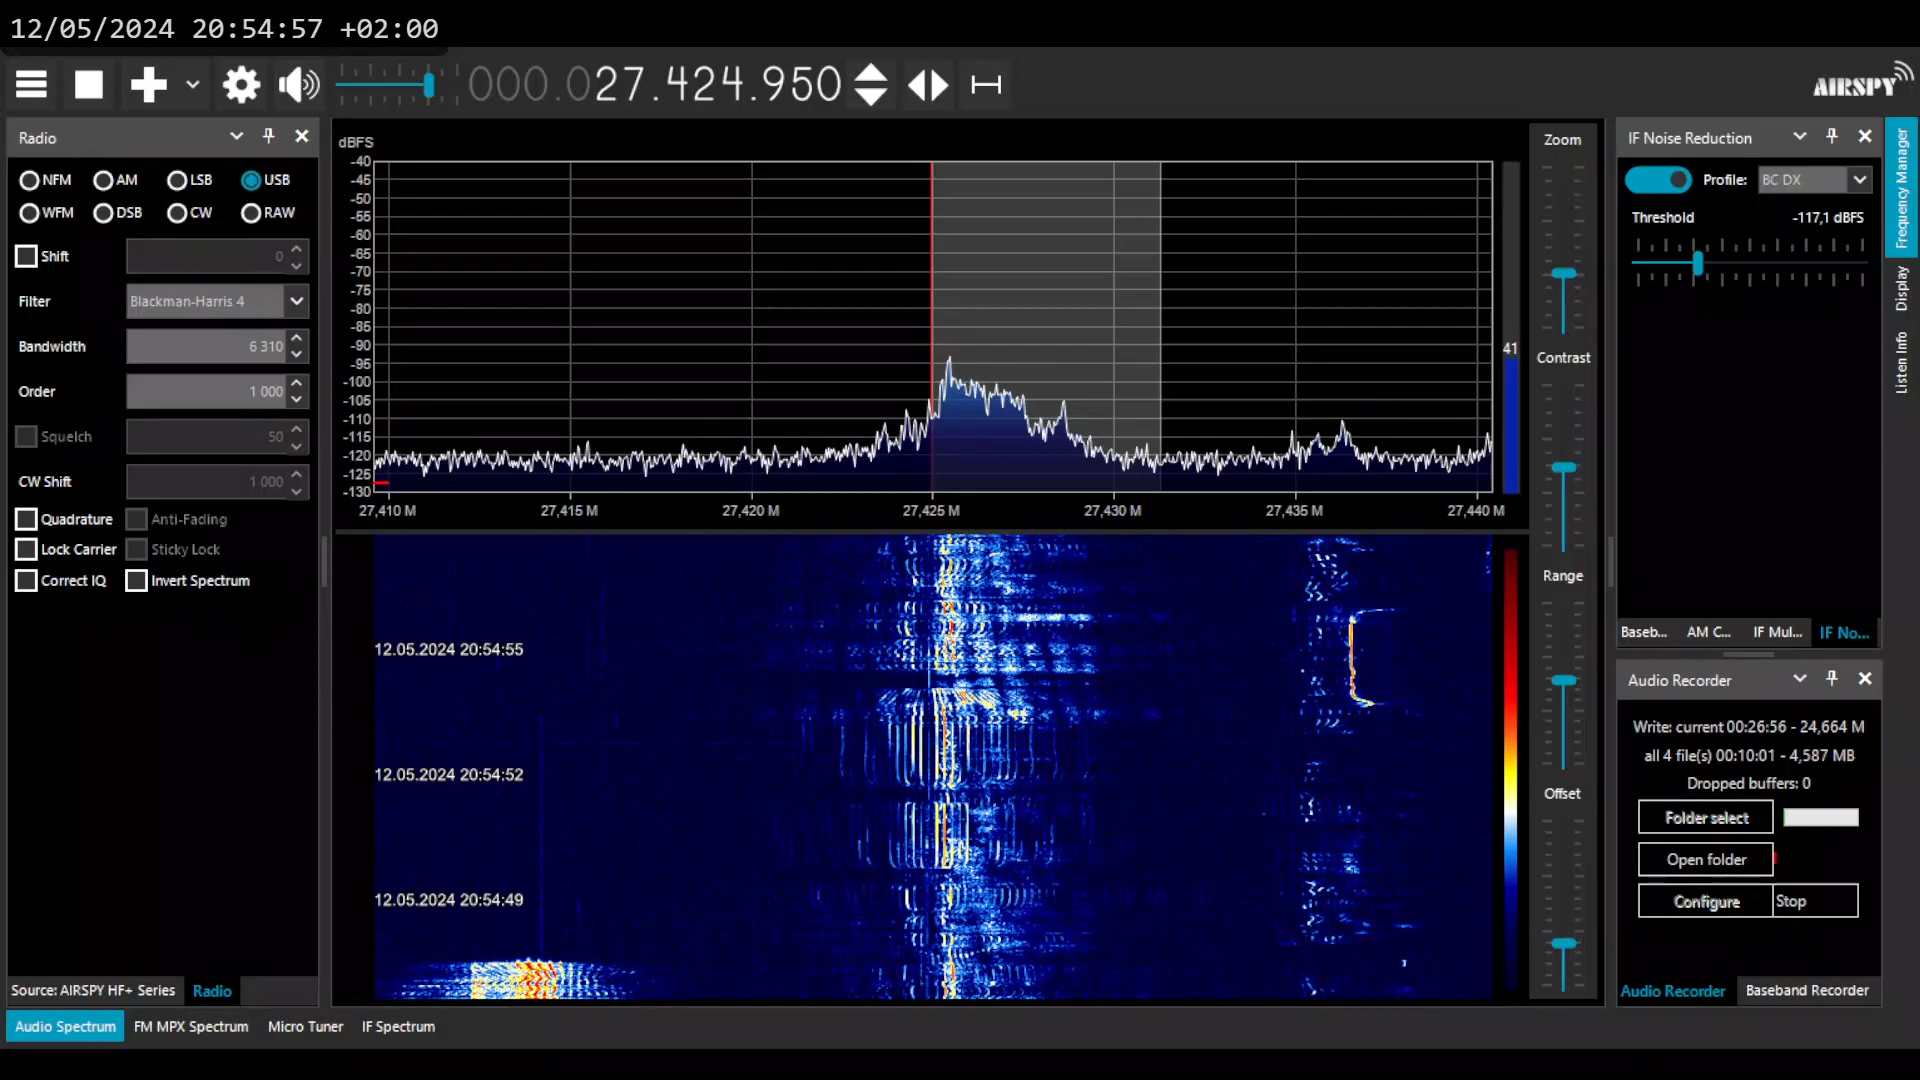 12/05/2024 20:54:57 +02:00
000.027.424.950
AIRSPY
Radio
NFM AM LSB USB
WFM DSB CW RAW
Shift 0
Filter Blackman-Harris 4
Bandwidth 6 310
Order 1 000
Squelch 50
CW Shift 1 000
Quadrature Anti-Fading
Lock Carrier Sticky Lock
Correct IQ Invert Spectrum
Source: AIRSPY HF+ Series Radio
Audio Spectrum FM MPX Spectrum Micro Tuner IF Spectrum
dBFS
-40
-45
-50
-55
-60
-65
-70
-75
-80
-85
-90
-95
-100
-105
-110
-115
-120
-125
-130
27,410 M 27,415 M 27,420 M 27,425 M 27,430 M 27,435 M 27,440 M
41
12.05.2024 20:54:55
12.05.2024 20:54:52
12.05.2024 20:54:49
Zoom
Contrast
Range
Offset
IF Noise Reduction
Profile: BC DX
Threshold -117,1 dBFS
Baseb... AM C... IF Mul... IF No...
Audio Recorder
Write: current 00:26:56 - 24,664 M
all 4 file(s) 00:10:01 - 4,587 MB
Dropped buffers: 0
Folder select
Open folder
Configure Stop
Audio Recorder Baseband Recorder
Frequency Manager
Display
Listen Info